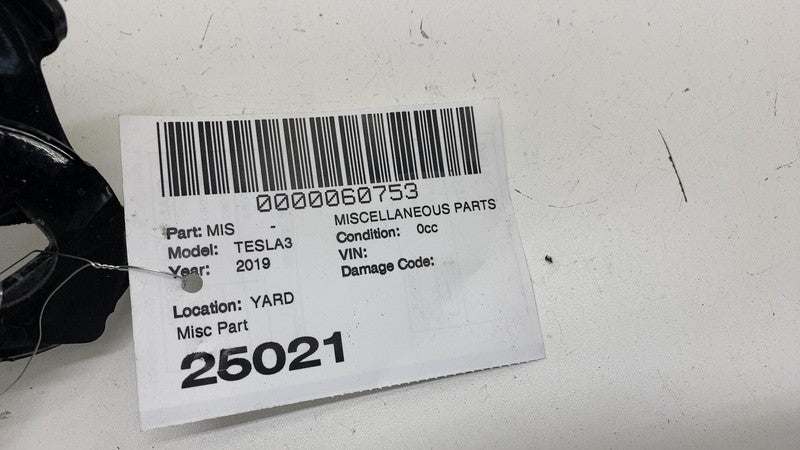 0000060753
Part: MIS - MISCELLANEOUS PARTS
Model: TESLA3 Condition: 0cc
Year: 2019 VIN:
Damage Code:
Location: YARD
Misc Part
25021